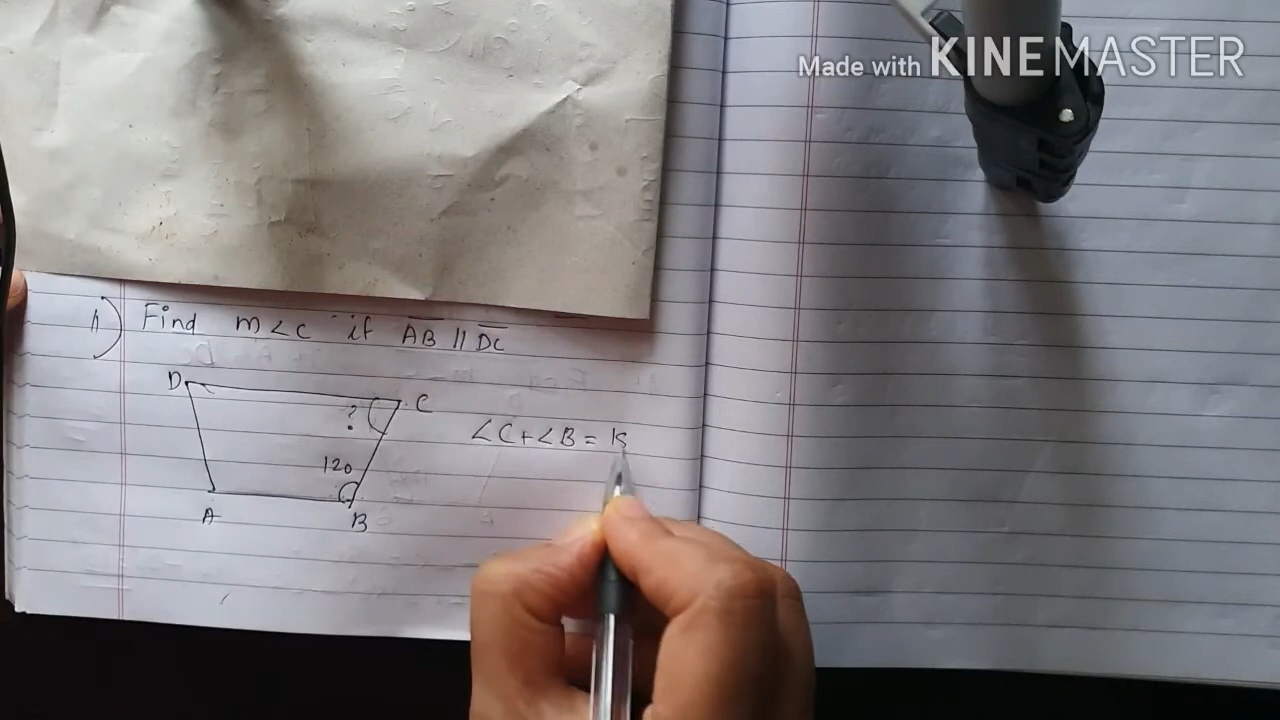 Made with KINEMASTER
1) Find m∠C if AB || DC
D
C
?
∠C+∠B = 18
120
A
B